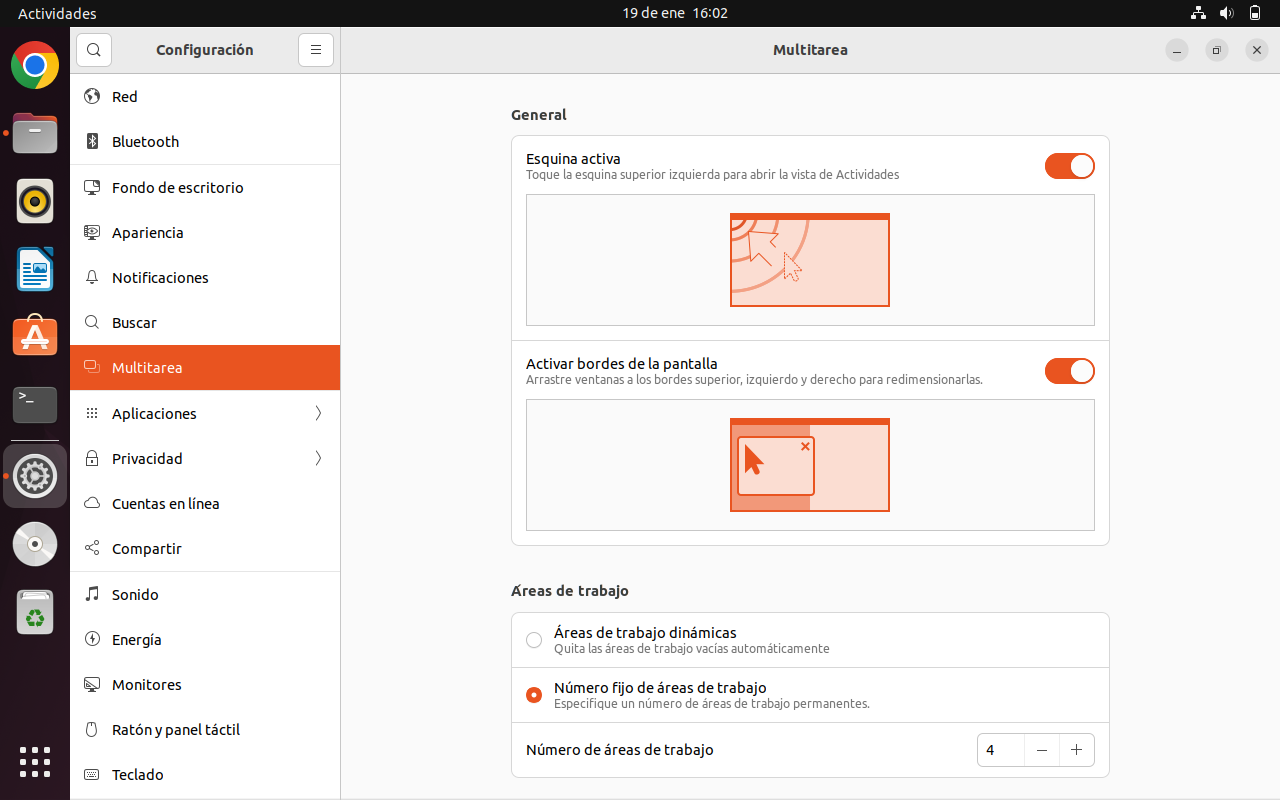 Actividades
19 de ene 16:02
Configuración
Multitarea
Red
Bluetooth
Fondo de escritorio
Apariencia
Notificaciones
Buscar
Multitarea
Aplicaciones
Privacidad
Cuentas en línea
Compartir
Sonido
Energía
Monitores
Ratón y panel táctil
Teclado
General
Esquina activa
Toque la esquina superior izquierda para abrir la vista de Actividades
Activar bordes de la pantalla
Arrastre ventanas a los bordes superior, izquierdo y derecho para redimensionarlas.
Áreas de trabajo
Áreas de trabajo dinámicas
Quita las áreas de trabajo vacías automáticamente
Número fijo de áreas de trabajo
Especifique un número de áreas de trabajo permanentes.
Número de áreas de trabajo
4